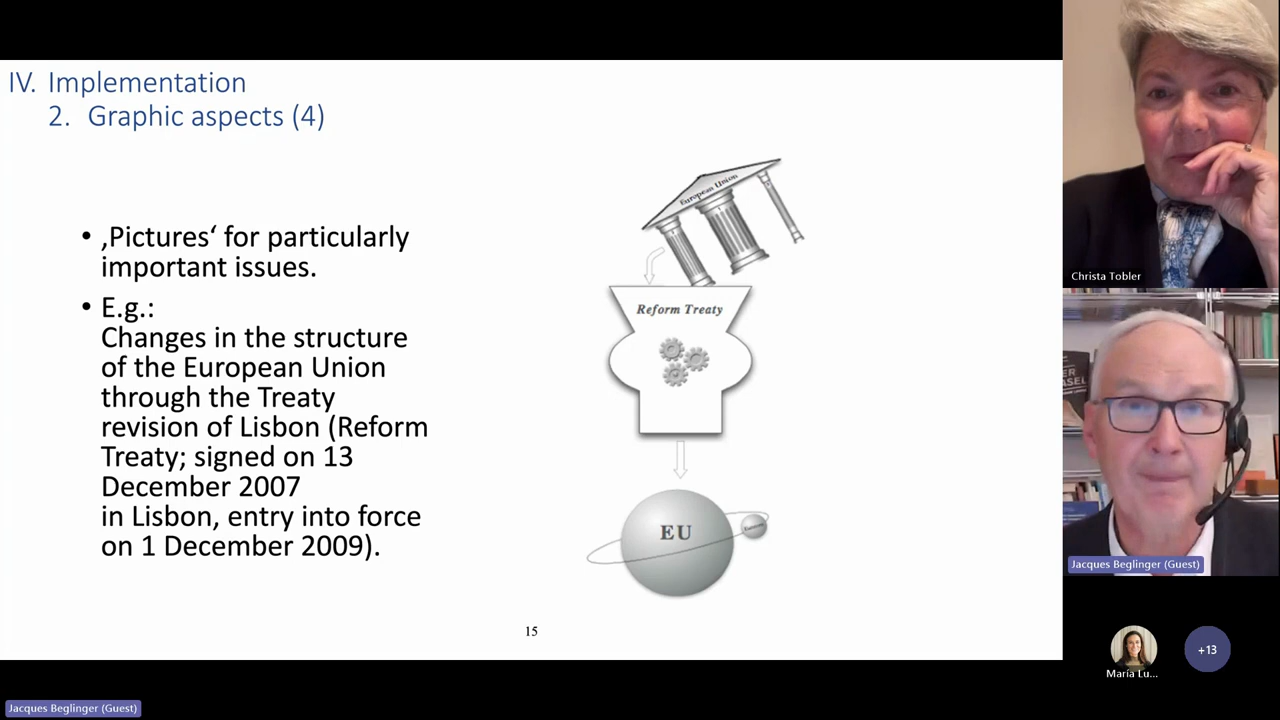 IV. Implementation
2. Graphic aspects (4)
• ‚Pictures‘ for particularly
important issues.
• E.g.:
Changes in the structure
of the European Union
through the Treaty
revision of Lisbon (Reform
Treaty; signed on 13
December 2007
in Lisbon, entry into force
on 1 December 2009).
European Union
Reform Treaty
EU
15
Christa Tobler
Jacques Beglinger (Guest)
María Lu...
+13
Jacques Beglinger (Guest)